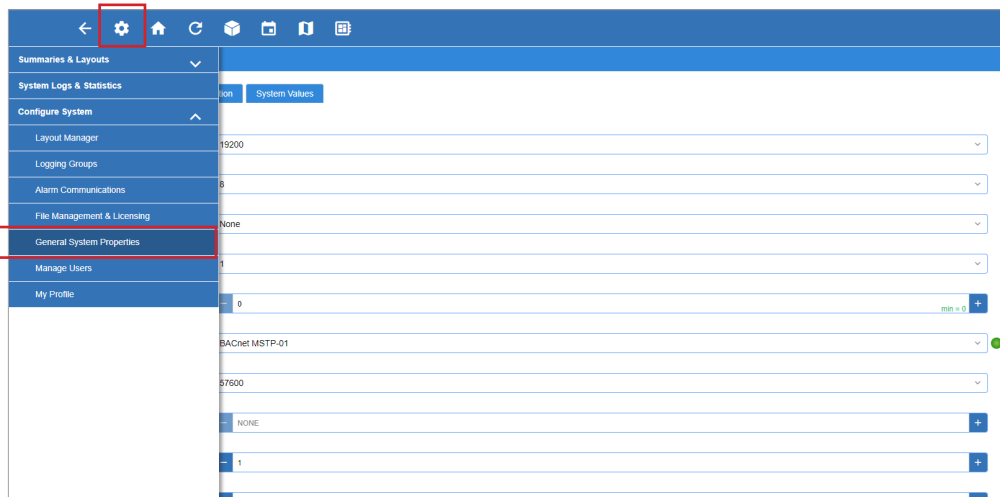 Summaries & Layouts
System Logs & Statistics
Configure System
Layout Manager
Logging Groups
Alarm Communications
File Management & Licensing
General System Properties
Manage Users
My Profile
System Values
19200
8
None
1
0
min = 0
BACnet MSTP-01
57600
NONE
1